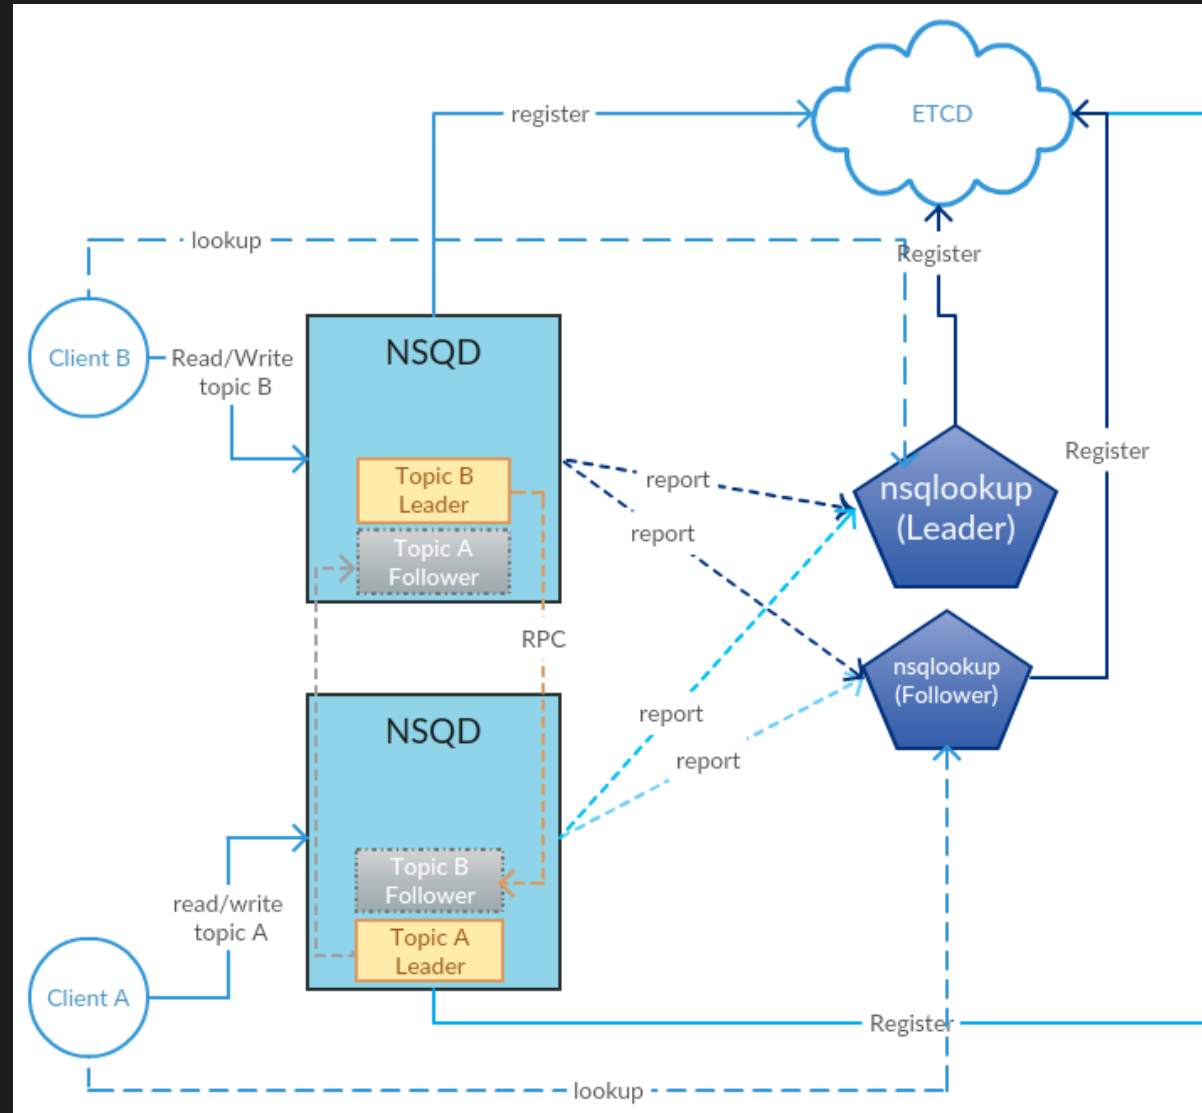 register
ETCD
lookup
Register
Client B
Read/Write
topic B
NSQD
Topic B
Leader
Topic A
Follower
report
report
nsqlookup
(Leader)
Register
RPC
nsqlookup
(Follower)
NSQD
report
report
Topic B
Follower
Topic A
Leader
read/write
topic A
Client A
Register
lookup